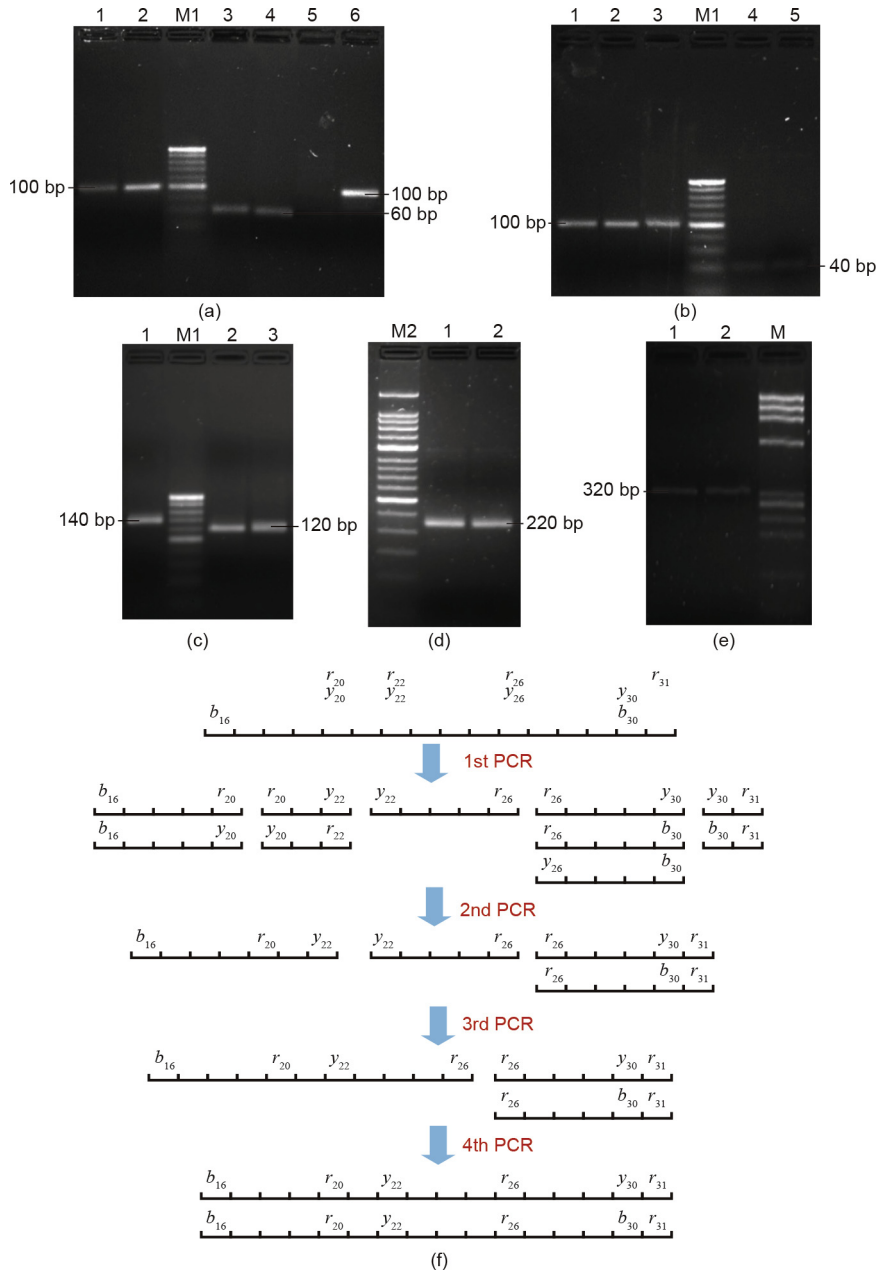 1 2 M1 3 4 5 6
100 bp
100 bp
60 bp
(a)
1 2 3 M1 4 5
100 bp
40 bp
(b)
1 M1 2 3
140 bp
120 bp
(c)
M2 1 2
220 bp
(d)
1 2 M
320 bp
(e)
r20 r22 r26 r31
y20 y22 y26 y30
b16 b30
1st PCR
b16 r20 r20 y22 y22 r26 r26 y30 y30 r31
b16 y20 y20 r22 r26 b30 b30 r31
y26 b30
2nd PCR
b16 r20 y22 y22 r26 r26 y30 r31
r26 b30 r31
3rd PCR
b16 r20 y22 r26 r26 y30 r31
r26 b30 r31
4th PCR
b16 r20 y22 r26 y30 r31
b16 r20 y22 r26 b30 r31
(f)